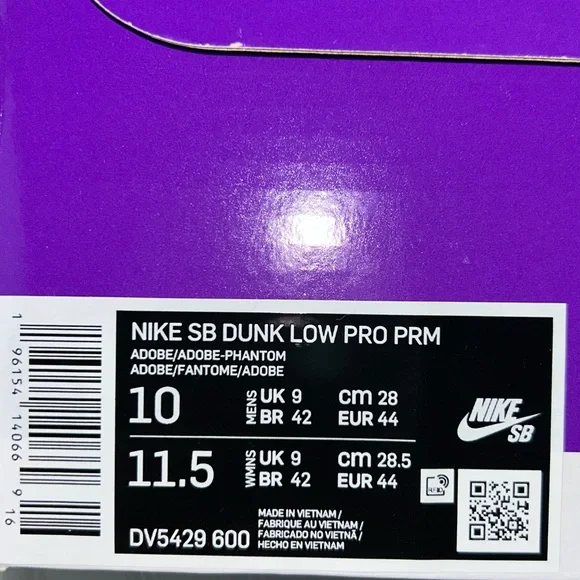 NIKE SB DUNK LOW PRO PRM
ADOBE/ADOBE-PHANTOM
ADOBE/FANTOME/ADOBE
10 MENS UK 9 CM 28
BR 42 EUR 44
11.5 WMNS UK 9 CM 28.5
BR 42 EUR 44
NIKE
SB
DV5429 600
MADE IN VIETNAM/
FABRIQUE AU VIETNAM/
FABRICADO NO VIETNÃ/
HECHO EN VIETNAM
1 96154 14066 9 16